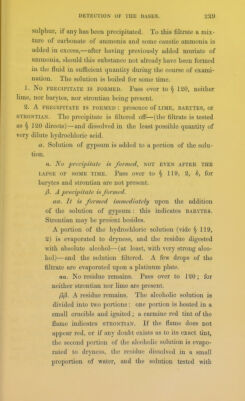 DETECTION OF THE BASES. 239
sulphur, if any has been precipitated. To this filtrate a mix-
ture of carbonate of ammonia and some caustic ammonia is
added in excess,—after having previously added muriate of
ammonia, should this substance not already have been formed
in the fluid in sufficient quantity during the course of exami-
nation. The solution is boiled for some time.
1. NO PRECIPITATE IS FORMED. Pass over to § 120, neither
lime, nor barytes, nor strontian being present.
2. A PRECIPITATE IS FORMED: presence of LIME, BARYTES, or
STRONTIAN. The precipitate is filtered off—(the filtrate is tested
as § 120 directs)—and dissolved in the least possible quantity of
very dilute hydrochloric acid.
a. Solution of gypsum is added to a portion of the solu-
tion.
α. No precipitate is formed, NOT EVEN AFTER THE
LAPSE OF SOME TIME. Pass over to § 119, 2, b, for
barytes and strontian are not present.
β. A precipitate is formed.
αα. It is formed immediately upon the addition
of the solution of gypsum: this indicates BARYTES.
Strontian may be present besides.
A portion of the hydrochloric solution (vide § 119,
2) is evaporated to dryness, and the residue digested
with absolute alcohol—(at least, with very strong alco-
hol)—and the solution filtered. A few drops of the
filtrate are evaporated upon a platinum plate.
αα. No residue remains. Pass over to 190; for
neither strontian nor lime are present.
ββ. A residue remains. The alcoholic solution is
divided into two portions: one portion is heated in a
small crucible and ignited; a carmine red tint of the
flame indicates STRONTIAN. If the flame does not
appear red, or if any doubt exists as to its exact tint,
the second portion of the alcoholic solution is evapo-
rated to dryness, the residue dissolved in a small
proportion of water, and the solution tested with